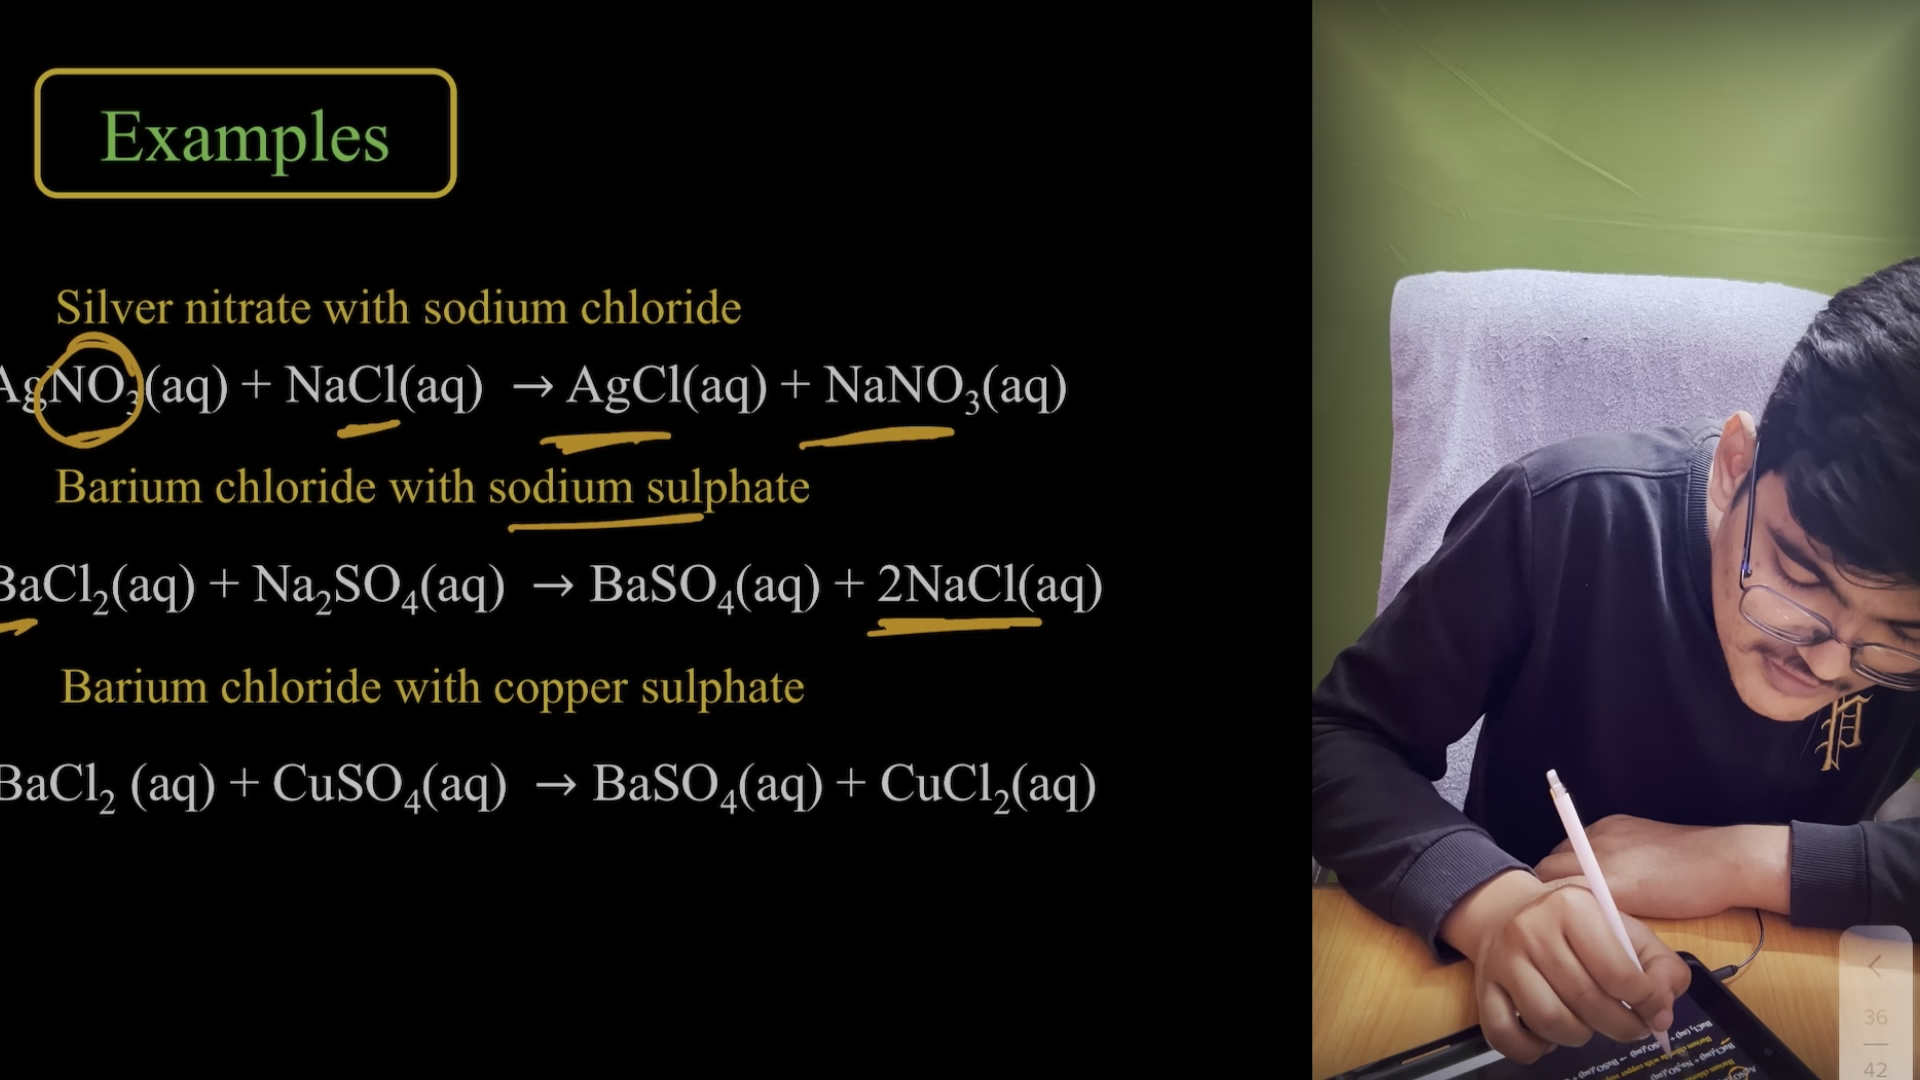 Examples
Silver nitrate with sodium chloride
AgNO₃(aq) + NaCl(aq) → AgCl(aq) + NaNO₃(aq)
Barium chloride with sodium sulphate
BaCl₂(aq) + Na₂SO₄(aq) → BaSO₄(aq) + 2NaCl(aq)
Barium chloride with copper sulphate
BaCl₂ (aq) + CuSO₄(aq) → BaSO₄(aq) + CuCl₂(aq)
36
42